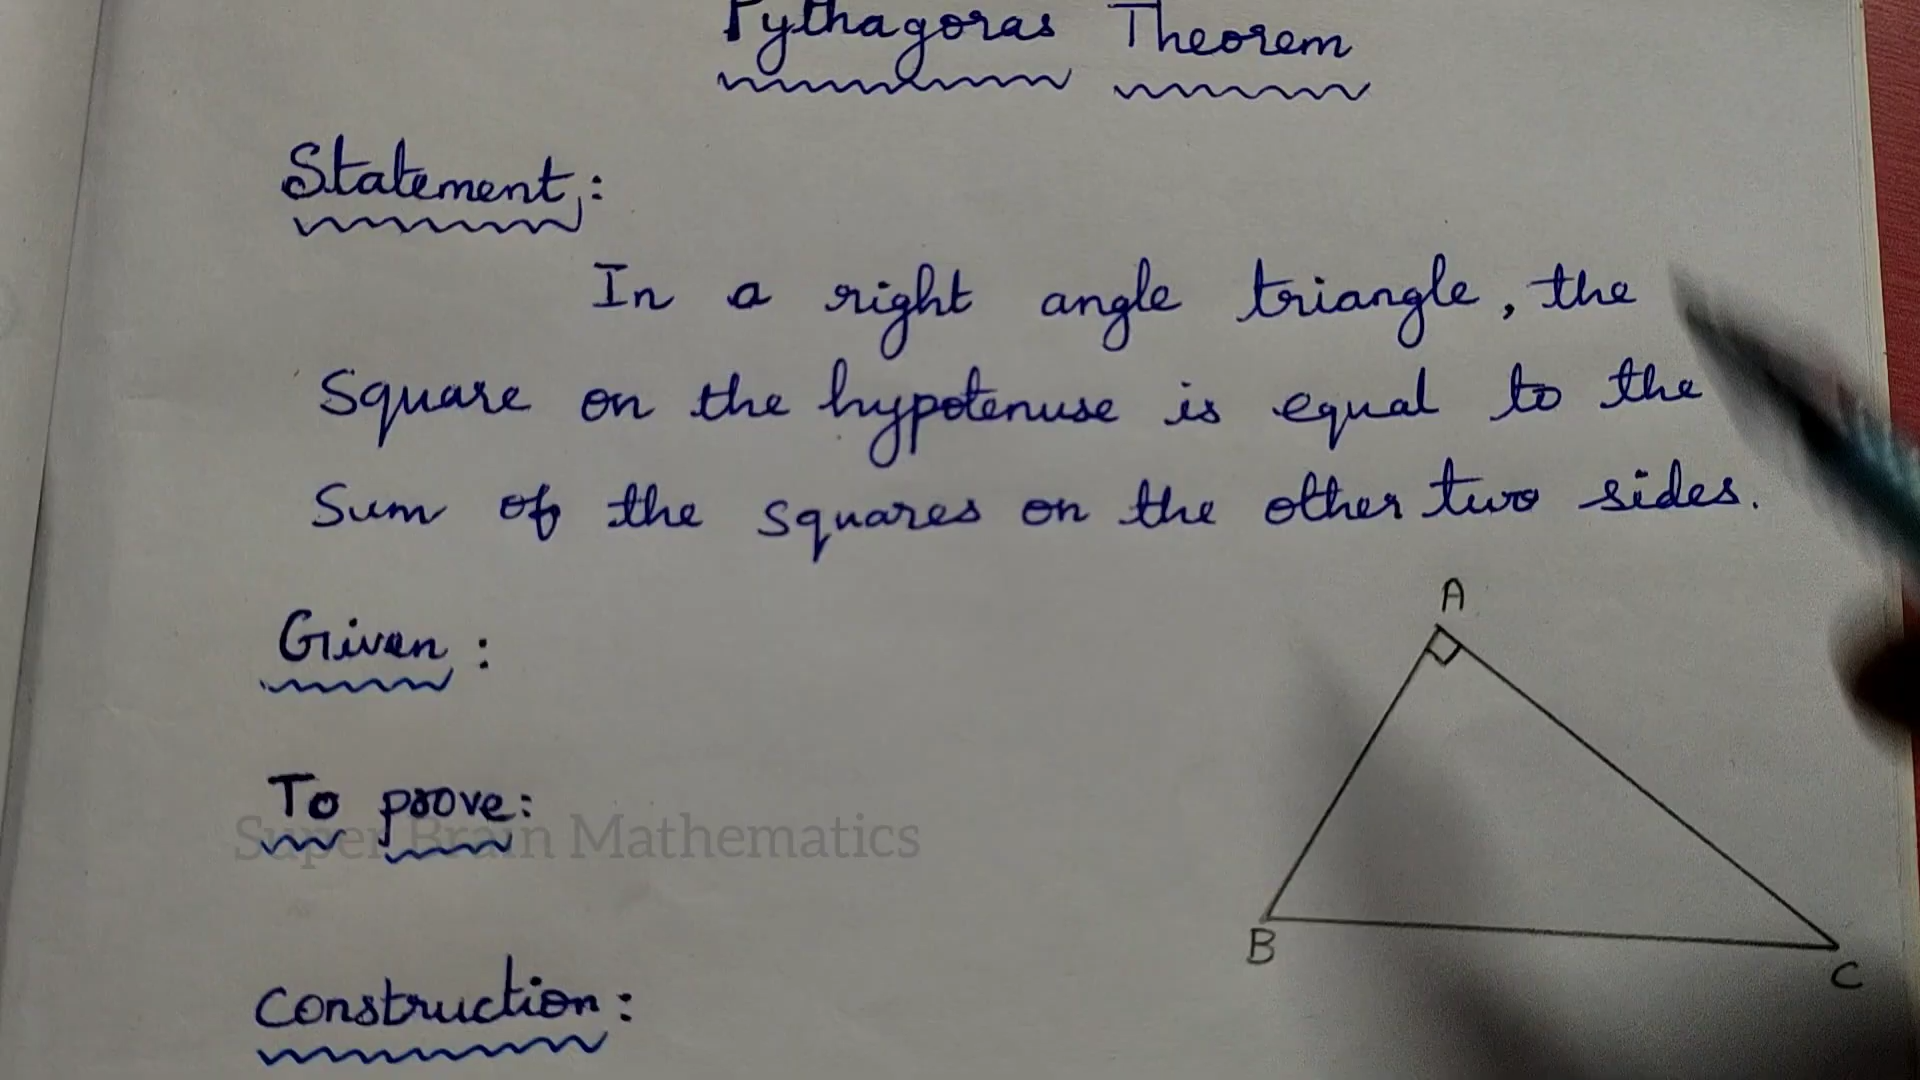 Pythagoras Theorem
Statement:
In a right angle triangle, the
Square on the hypotenuse is equal to the
Sum of the squares on the other two sides.
Given:
A
To prove:
Super Brain Mathematics
B
C
Construction: